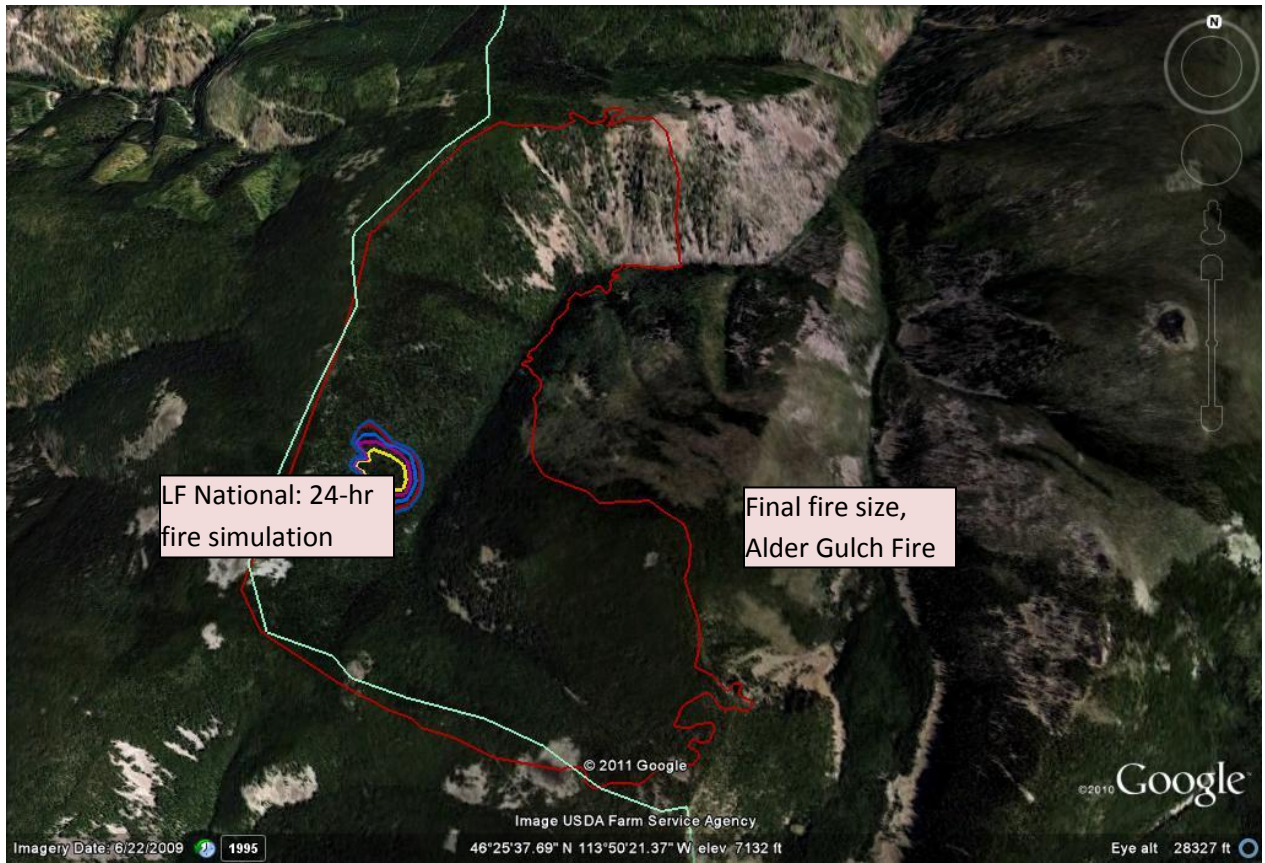 N
LF National: 24-hr
fire simulation
Final fire size,
Alder Gulch Fire
© 2011 Google
©2010 Google
Image USDA Farm Service Agency
Imagery Date: 6/22/2009 1995 46°25'37.69" N 113°50'21.37" W elev 7132 ft Eye alt 28327 ft